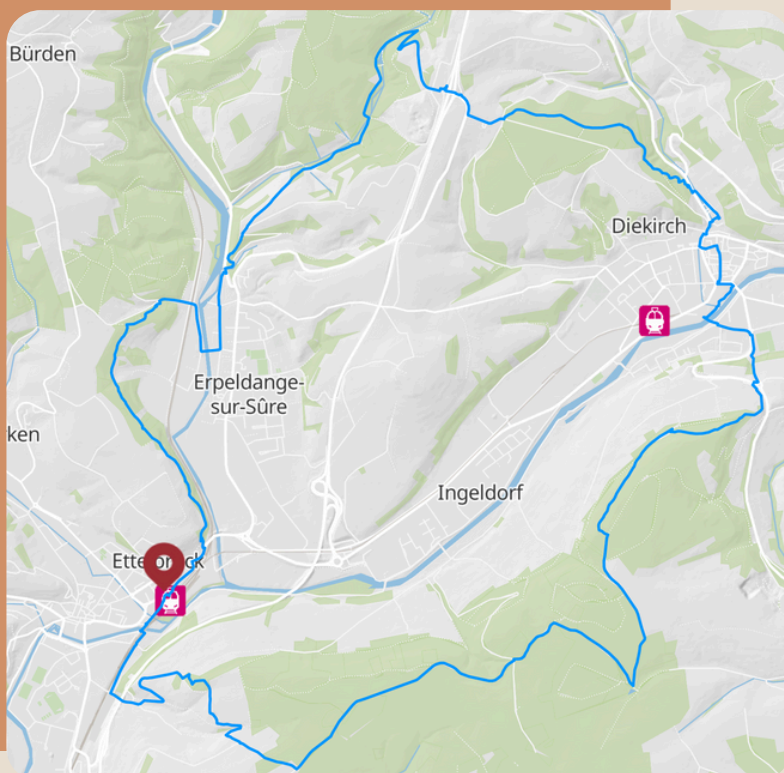 Bürden
Diekirch
Erpeldange-
sur-Sûre
ken
Ingeldorf